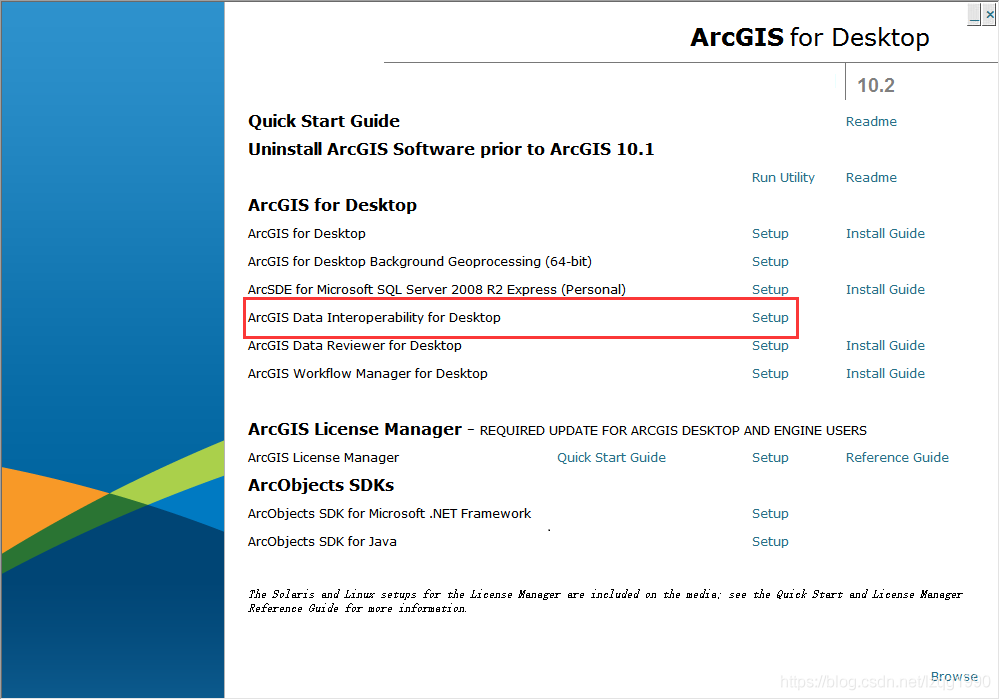 ArcGIS for Desktop
10.2
Quick Start Guide Readme
Uninstall ArcGIS Software prior to ArcGIS 10.1
Run Utility Readme
ArcGIS for Desktop
ArcGIS for Desktop Setup Install Guide
ArcGIS for Desktop Background Geoprocessing (64-bit) Setup
ArcSDE for Microsoft SQL Server 2008 R2 Express (Personal) Setup Install Guide
ArcGIS Data Interoperability for Desktop Setup
ArcGIS Data Reviewer for Desktop Setup Install Guide
ArcGIS Workflow Manager for Desktop Setup Install Guide
ArcGIS License Manager - REQUIRED UPDATE FOR ARCGIS DESKTOP AND ENGINE USERS
ArcGIS License Manager Quick Start Guide Setup Reference Guide
ArcObjects SDKs
ArcObjects SDK for Microsoft .NET Framework Setup
.
ArcObjects SDK for Java Setup
The Solaris and Linux setups for the License Manager are included on the media; see the Quick Start and License Manager
Reference Guide for more information.
Browse